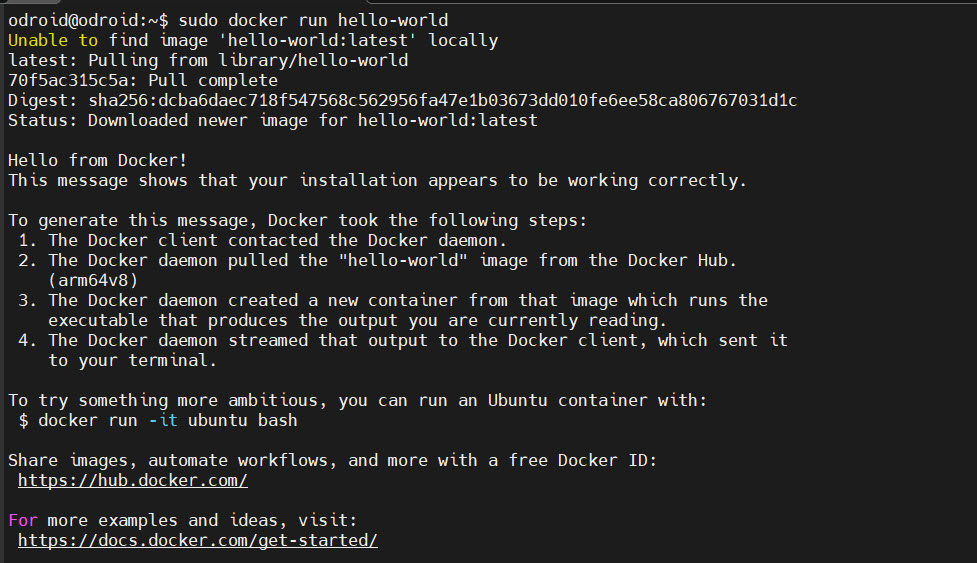 odroid@odroid:~$ sudo docker run hello-world
Unable to find image 'hello-world:latest' locally
latest: Pulling from library/hello-world
70f5ac315c5a: Pull complete
Digest: sha256:dcba6daec718f547568c562956fa47e1b03673dd010fe6ee58ca806767031d1c
Status: Downloaded newer image for hello-world:latest

Hello from Docker!
This message shows that your installation appears to be working correctly.

To generate this message, Docker took the following steps:
 1. The Docker client contacted the Docker daemon.
 2. The Docker daemon pulled the "hello-world" image from the Docker Hub.
    (arm64v8)
 3. The Docker daemon created a new container from that image which runs the
    executable that produces the output you are currently reading.
 4. The Docker daemon streamed that output to the Docker client, which sent it
    to your terminal.

To try something more ambitious, you can run an Ubuntu container with:
 $ docker run -it ubuntu bash

Share images, automate workflows, and more with a free Docker ID:
 https://hub.docker.com/

For more examples and ideas, visit:
 https://docs.docker.com/get-started/